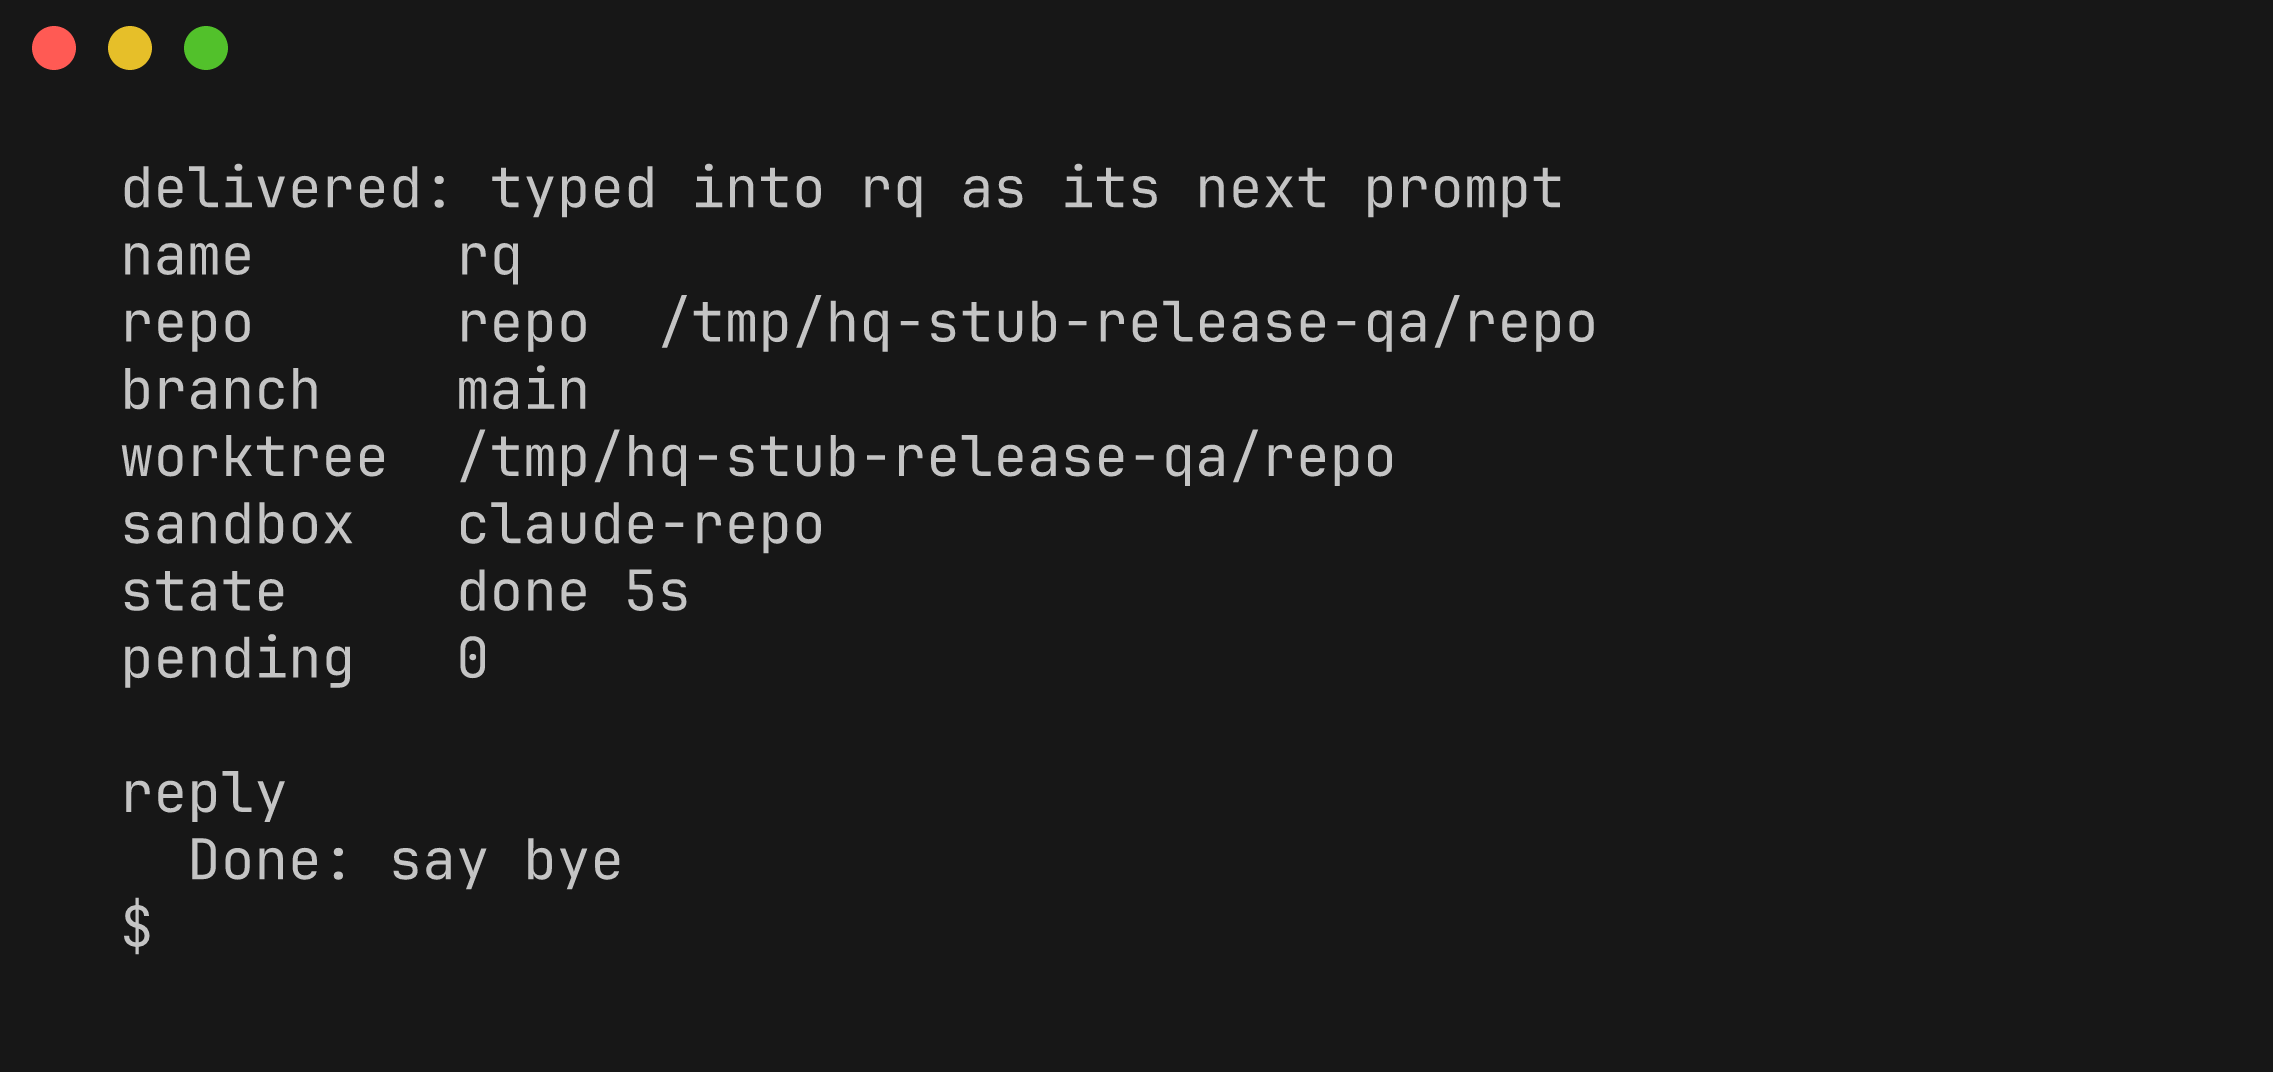 delivered: typed into rq as its next prompt
name      rq
repo      repo  /tmp/hq-stub-release-qa/repo
branch    main
worktree  /tmp/hq-stub-release-qa/repo
sandbox   claude-repo
state     done 5s
pending   0

reply
  Done: say bye
$